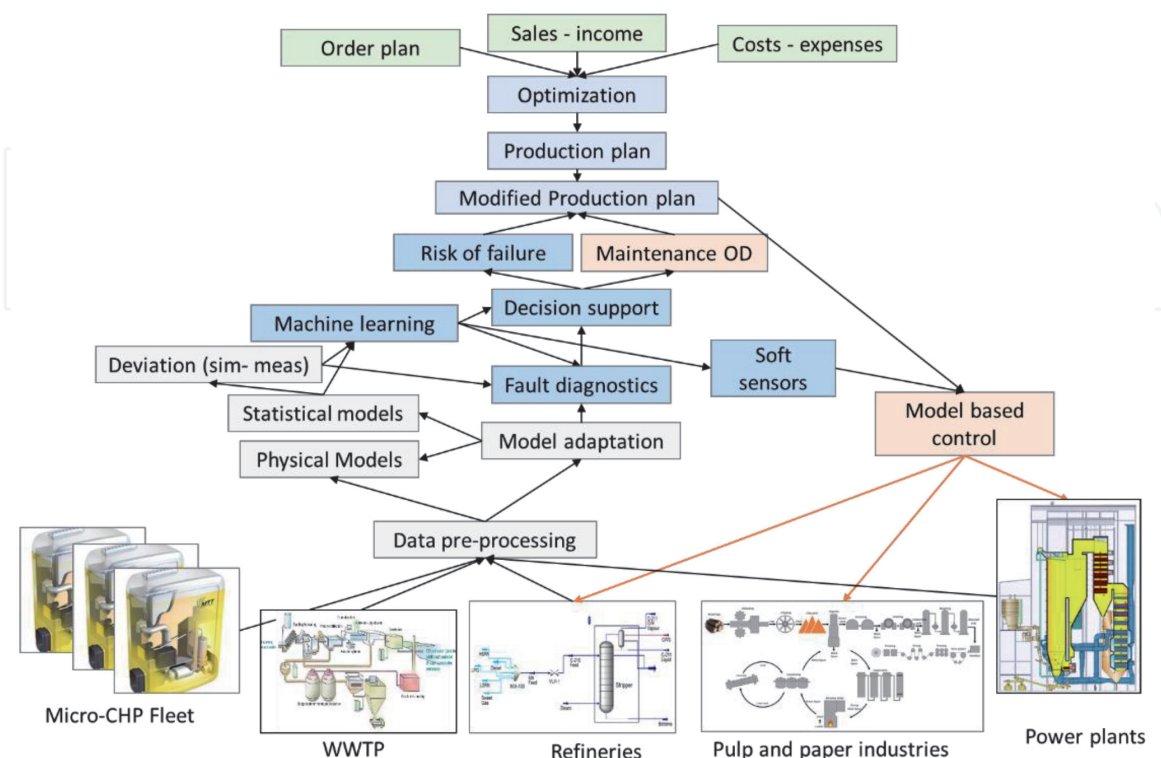 Order plan
Sales - income
Costs - expenses
Optimization
Production plan
Modified Production plan
Risk of failure
Maintenance OD
Decision support
Machine learning
Deviation (sim- meas)
Soft
sensors
Fault diagnostics
Statistical models
Model based
control
Model adaptation
Physical Models
Data pre-processing
MTT
Stripper
Micro-CHP Fleet
WWTP
Refineries
Pulp and paper industries
Power plants